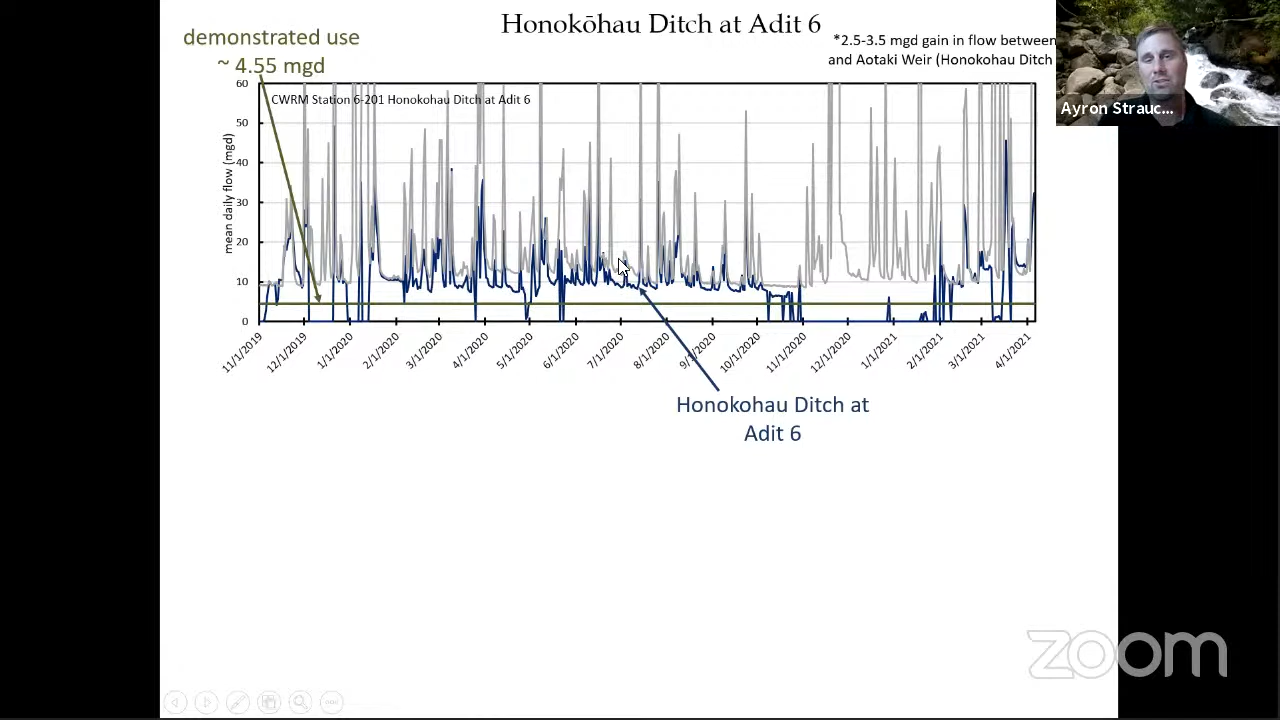 Honokōhau Ditch at Adit 6
demonstrated use
~ 4.55 mgd
*2.5-3.5 mgd gain in flow between
and Aotaki Weir (Honokohau Ditch
Ayron Strauc...
CWRM Station 6-201 Honokohau Ditch at Adit 6
mean daily flow (mgd)
60
50
40
30
20
10
0
11/1/2019
12/1/2019
1/1/2020
2/1/2020
3/1/2020
4/1/2020
5/1/2020
6/1/2020
7/1/2020
8/1/2020
9/1/2020
10/1/2020
11/1/2020
12/1/2020
1/1/2021
2/1/2021
3/1/2021
4/1/2021
Honokohau Ditch at
Adit 6
zoom